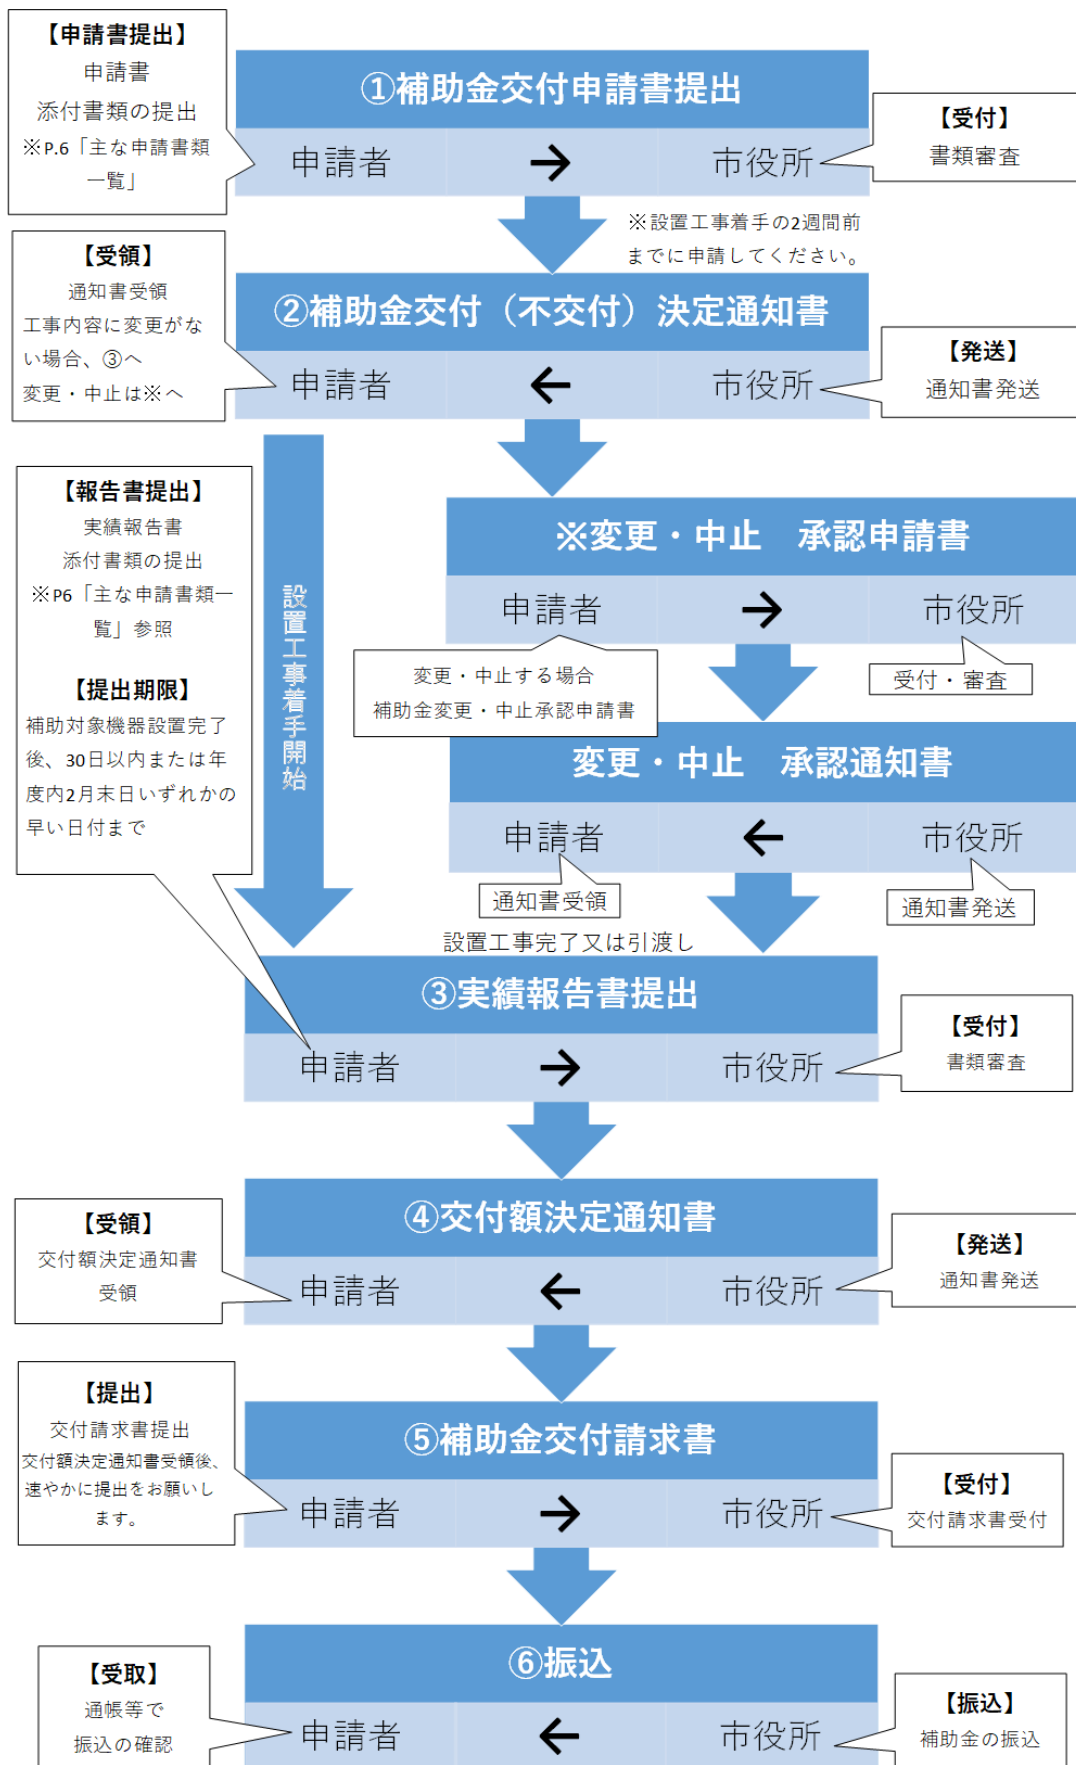 【申請書提出】
申請書
添付書類の提出
※P.6「主な申請書類
一覧」
①補助金交付申請書提出
申請者 → 市役所
【受付】
書類審査
※設置工事着手の2週間前
までに申請してください。
【受領】
通知書受領
工事内容に変更がな
い場合、③へ
変更・中止は※へ
②補助金交付（不交付）決定通知書
申請者 ← 市役所
【発送】
通知書発送
設置工事着手開始
※変更・中止　承認申請書
申請者 → 市役所
変更・中止する場合
補助金変更・中止承認申請書
受付・審査
変更・中止　承認通知書
申請者 ← 市役所
通知書受領
通知書発送
設置工事完了又は引渡し
【報告書提出】
実績報告書
添付書類の提出
※P6「主な申請書類一
覧」参照
【提出期限】
補助対象機器設置完了
後、30日以内または年
度内2月末日いずれかの
早い日付まで
③実績報告書提出
申請者 → 市役所
【受付】
書類審査
④交付額決定通知書
申請者 ← 市役所
【受領】
交付額決定通知書
受領
【発送】
通知書発送
【提出】
交付請求書提出
交付額決定通知書受領後、
速やかに提出をお願いし
ます。
⑤補助金交付請求書
申請者 → 市役所
【受付】
交付請求書受付
⑥振込
申請者 ← 市役所
【受取】
通帳等で
振込の確認
【振込】
補助金の振込